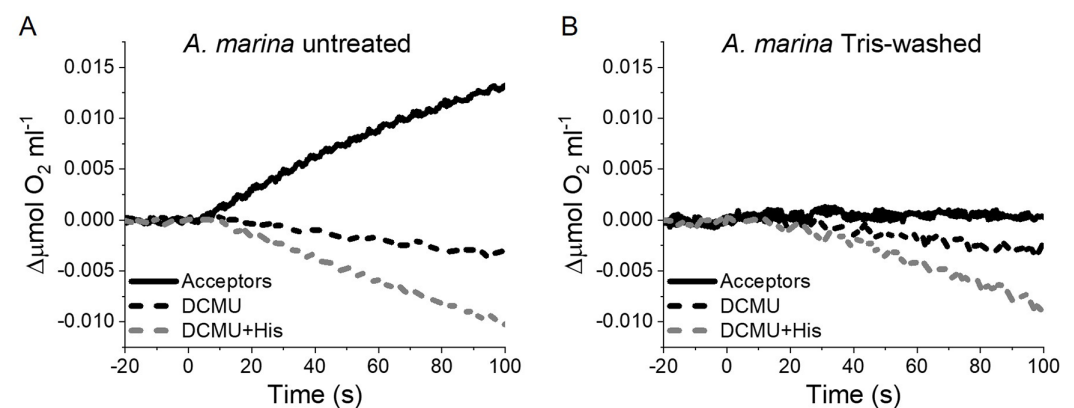 A
A. marina untreated
0.015
0.010
0.005
0.000
-0.005
-0.010
Δµmol O₂ ml⁻¹
Acceptors
DCMU
DCMU+His
-20 0 20 40 60 80 100
Time (s)
B
A. marina Tris-washed
0.015
0.010
0.005
0.000
-0.005
-0.010
Δµmol O₂ ml⁻¹
Acceptors
DCMU
DCMU+His
-20 0 20 40 60 80 100
Time (s)